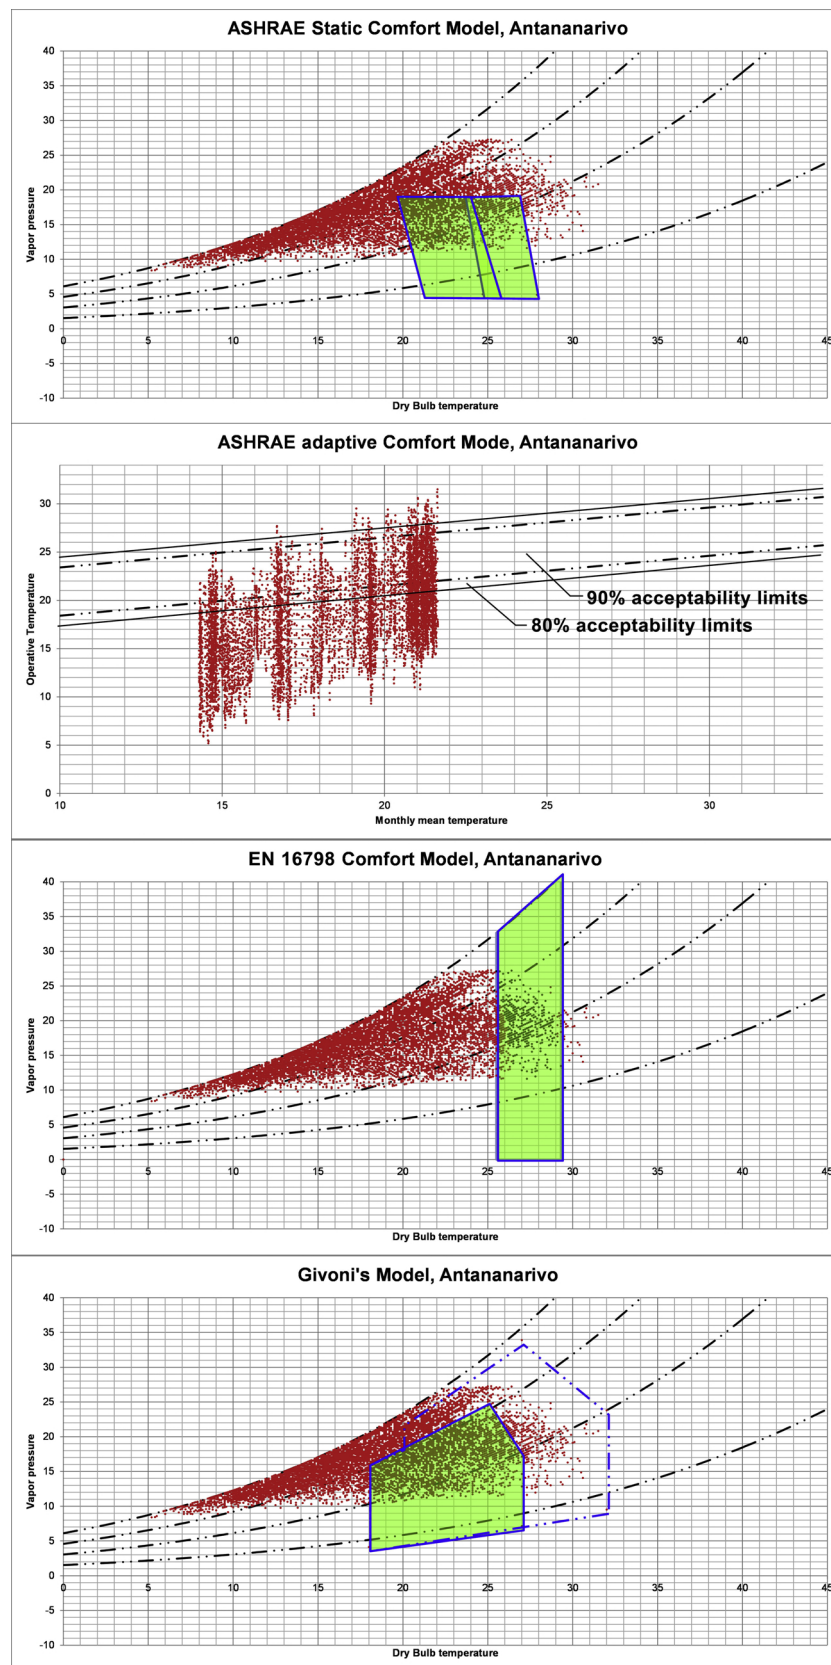 ASHRAE Static Comfort Model, Antananarivo
40
35
30
25
20
15
10
5
0
-5
-10
Vapor pressure
0 5 10 15 20 25 30 35 40 45
Dry Bulb temperature
ASHRAE adaptive Comfort Mode, Antananarivo
30
25
20
15
10
5
0
Operative Temperature
90% acceptability limits
80% acceptability limits
10 15 20 25 30
Monthly mean temperature
EN 16798 Comfort Model, Antananarivo
40
35
30
25
20
15
10
5
0
-5
-10
Vapor pressure
0 5 10 15 20 25 30 35 40 45
Dry Bulb temperature
Givoni's Model, Antananarivo
40
35
30
25
20
15
10
5
0
-5
-10
Vapor pressure
0 5 10 15 20 25 30 35 40 45
Dry Bulb temperature